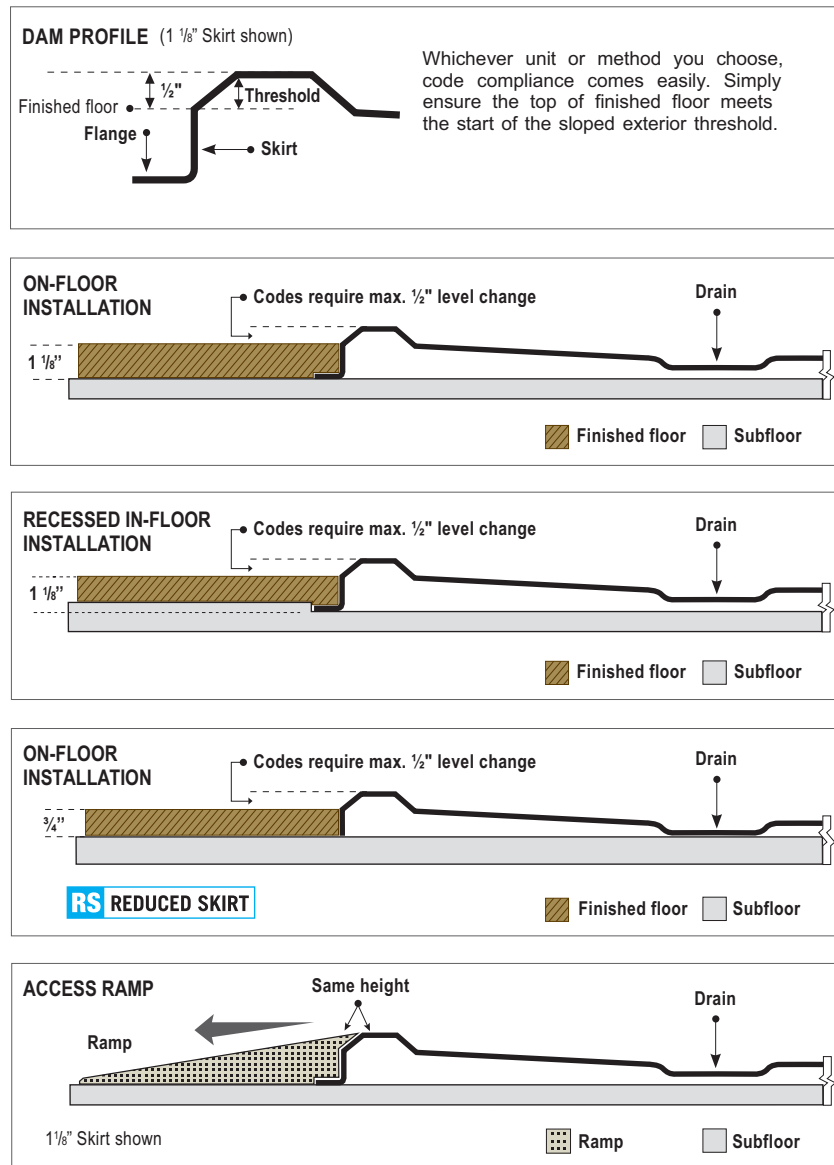 DAM PROFILE (1 1/8” Skirt shown)
½"
Threshold
Finished floor
Flange
Skirt
Whichever unit or method you choose,
code compliance comes easily. Simply
ensure the top of finished floor meets
the start of the sloped exterior threshold.
ON-FLOOR
INSTALLATION
Codes require max. ½" level change
Drain
1 1/8”
Finished floor
Subfloor
RECESSED IN-FLOOR
INSTALLATION
Codes require max. ½" level change
Drain
1 1/8”
Finished floor
Subfloor
ON-FLOOR
INSTALLATION
Codes require max. ½" level change
Drain
¾”
RS REDUCED SKIRT
Finished floor
Subfloor
ACCESS RAMP
Same height
Drain
Ramp
1 1/8” Skirt shown
Ramp
Subfloor